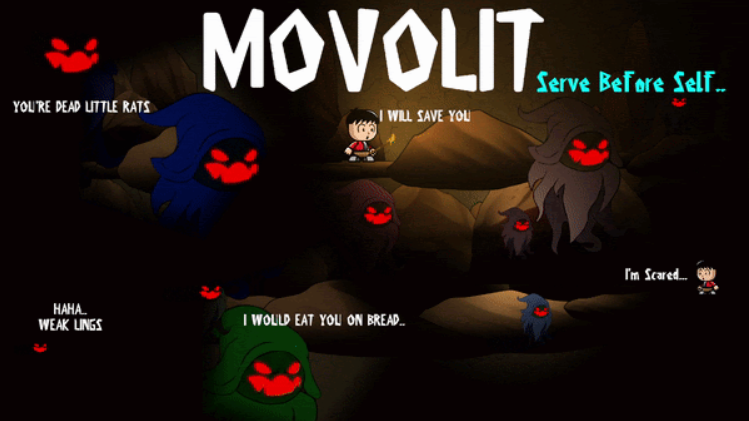 MOVOLIT
Serve Before Self..
YOU'RE DEAD LITTLE RATS
I WILL SAVE YOU
I'm Scared...
HAHA..
WEAK LINGS
I WOULD EAT YOU ON BREAD..